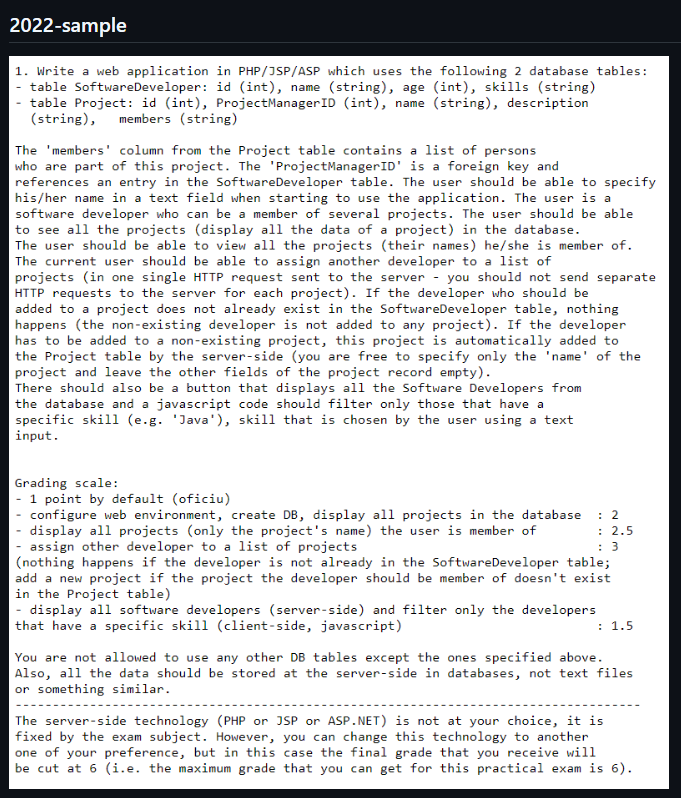 2022-sample
1. Write a web application in PHP/JSP/ASP which uses the following 2 database tables:
- table SoftwareDeveloper: id (int), name (string), age (int), skills (string)
- table Project: id (int), ProjectManagerID (int), name (string), description
(string),   members (string)
The 'members' column from the Project table contains a list of persons
who are part of this project. The 'ProjectManagerID' is a foreign key and
references an entry in the SoftwareDeveloper table. The user should be able to specify
his/her name in a text field when starting to use the application. The user is a
software developer who can be a member of several projects. The user should be able
to see all the projects (display all the data of a project) in the database.
The user should be able to view all the projects (their names) he/she is member of.
The current user should be able to assign another developer to a list of
projects (in one single HTTP request sent to the server - you should not send separate
HTTP requests to the server for each project). If the developer who should be
added to a project does not already exist in the SoftwareDeveloper table, nothing
happens (the non-existing developer is not added to any project). If the developer
has to be added to a non-existing project, this project is automatically added to
the Project table by the server-side (you are free to specify only the 'name' of the
project and leave the other fields of the project record empty).
There should also be a button that displays all the Software Developers from
the database and a javascript code should filter only those that have a
specific skill (e.g. 'Java'), skill that is chosen by the user using a text
input.
Grading scale:
- 1 point by default (oficiu)
- configure web environment, create DB, display all projects in the database  : 2
- display all projects (only the project's name) the user is member of        : 2.5
- assign other developer to a list of projects                                : 3
(nothing happens if the developer is not already in the SoftwareDeveloper table;
add a new project if the project the developer should be member of doesn't exist
in the Project table)
- display all software developers (server-side) and filter only the developers
that have a specific skill (client-side, javascript)                          : 1.5
You are not allowed to use any other DB tables except the ones specified above.
Also, all the data should be stored at the server-side in databases, not text files
or something similar.
--------------------------------------------------------------------------------
The server-side technology (PHP or JSP or ASP.NET) is not at your choice, it is
fixed by the exam subject. However, you can change this technology to another
one of your preference, but in this case the final grade that you receive will
be cut at 6 (i.e. the maximum grade that you can get for this practical exam is 6).